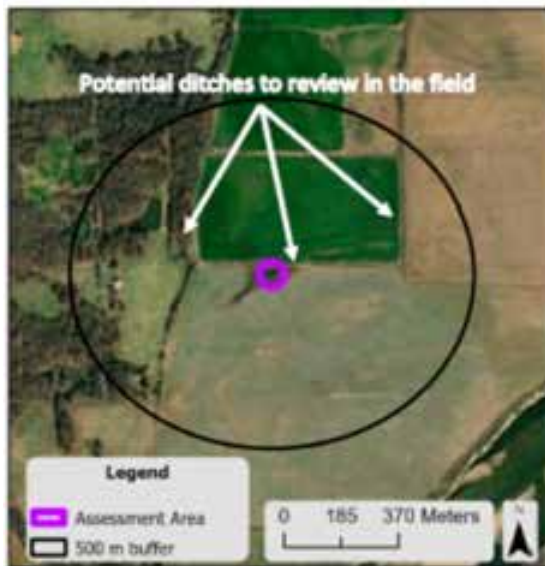 Potential ditches to review in the field
Legend
Assessment Area
500 m buffer
0 185 370 Meters
N